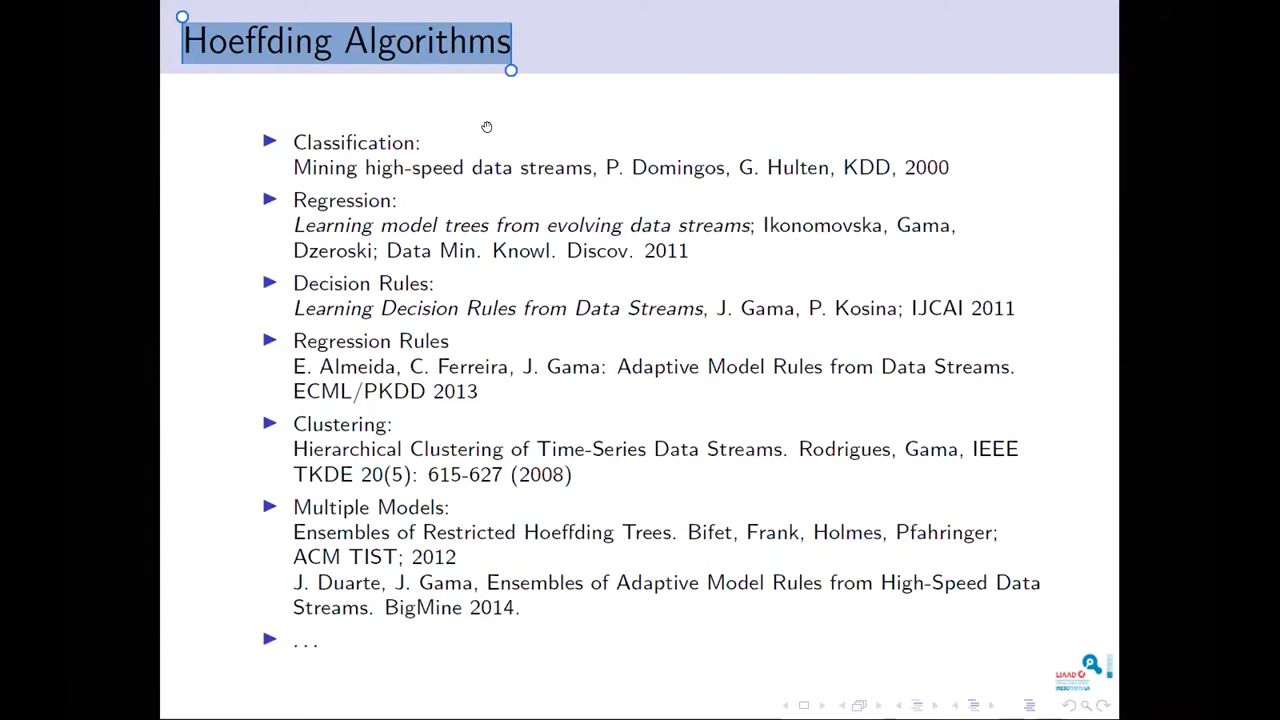 Hoeffding Algorithms
Classification:
Mining high-speed data streams, P. Domingos, G. Hulten, KDD, 2000
Regression:
Learning model trees from evolving data streams; Ikonomovska, Gama,
Dzeroski; Data Min. Knowl. Discov. 2011
Decision Rules:
Learning Decision Rules from Data Streams, J. Gama, P. Kosina; IJCAI 2011
Regression Rules
E. Almeida, C. Ferreira, J. Gama: Adaptive Model Rules from Data Streams.
ECML/PKDD 2013
Clustering:
Hierarchical Clustering of Time-Series Data Streams. Rodrigues, Gama, IEEE
TKDE 20(5): 615-627 (2008)
Multiple Models:
Ensembles of Restricted Hoeffding Trees. Bifet, Frank, Holmes, Pfahringer;
ACM TIST; 2012
J. Duarte, J. Gama, Ensembles of Adaptive Model Rules from High-Speed Data
Streams. BigMine 2014.
. . .
LIAAD